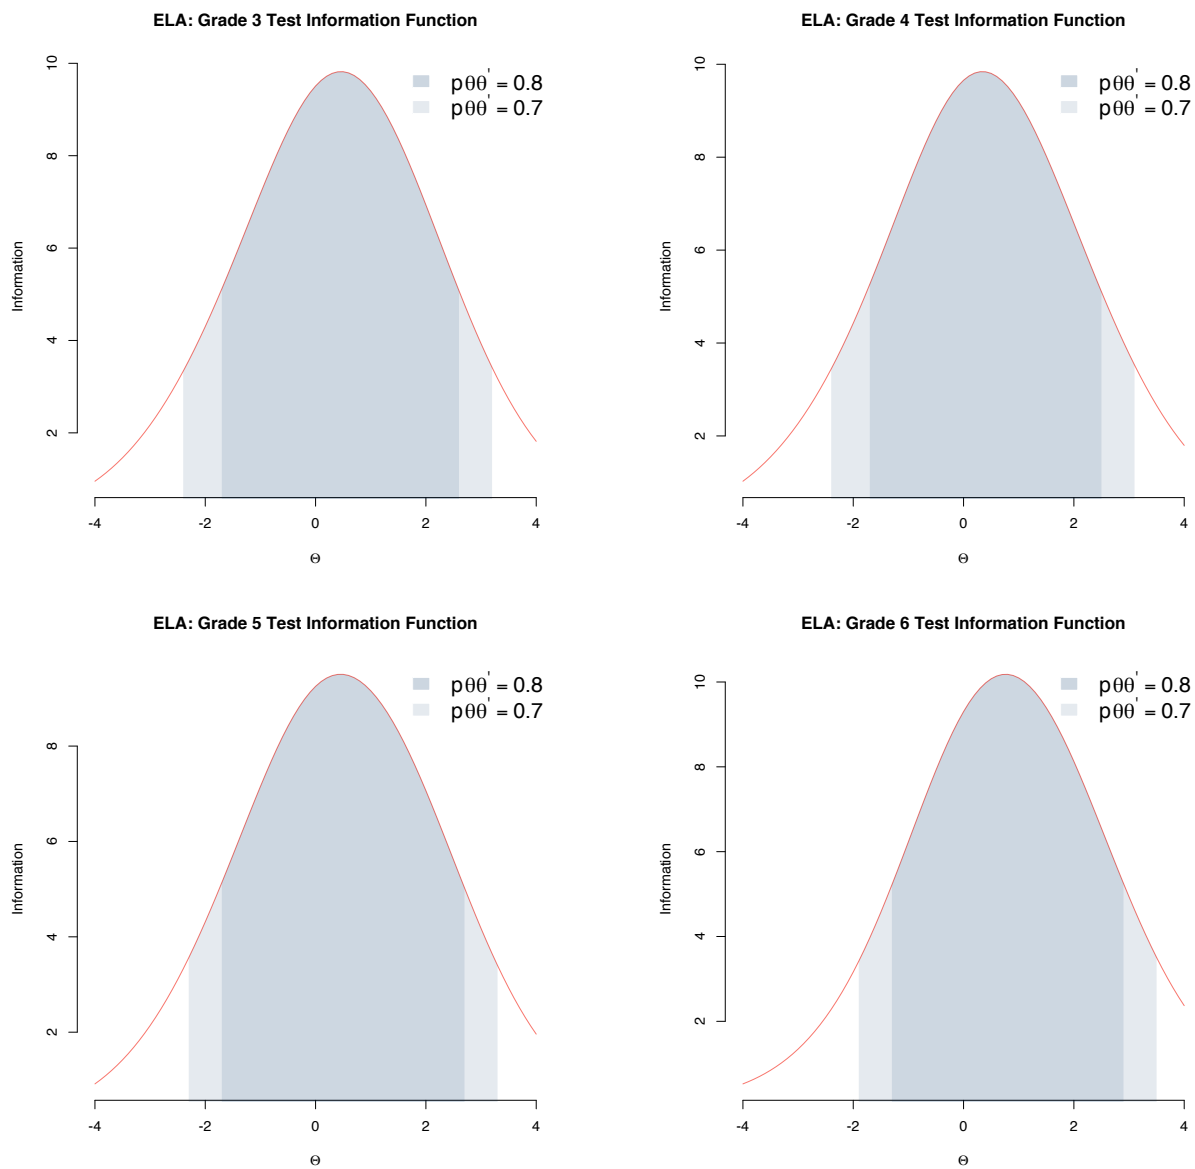 ELA: Grade 3 Test Information Function
pθθ' = 0.8
pθθ' = 0.7
Information
10
8
6
4
2
-4 -2 0 2 4
Θ
ELA: Grade 4 Test Information Function
pθθ' = 0.8
pθθ' = 0.7
Information
10
8
6
4
2
-4 -2 0 2 4
Θ
ELA: Grade 5 Test Information Function
pθθ' = 0.8
pθθ' = 0.7
Information
8
6
4
2
-4 -2 0 2 4
Θ
ELA: Grade 6 Test Information Function
pθθ' = 0.8
pθθ' = 0.7
Information
10
8
6
4
2
-4 -2 0 2 4
Θ